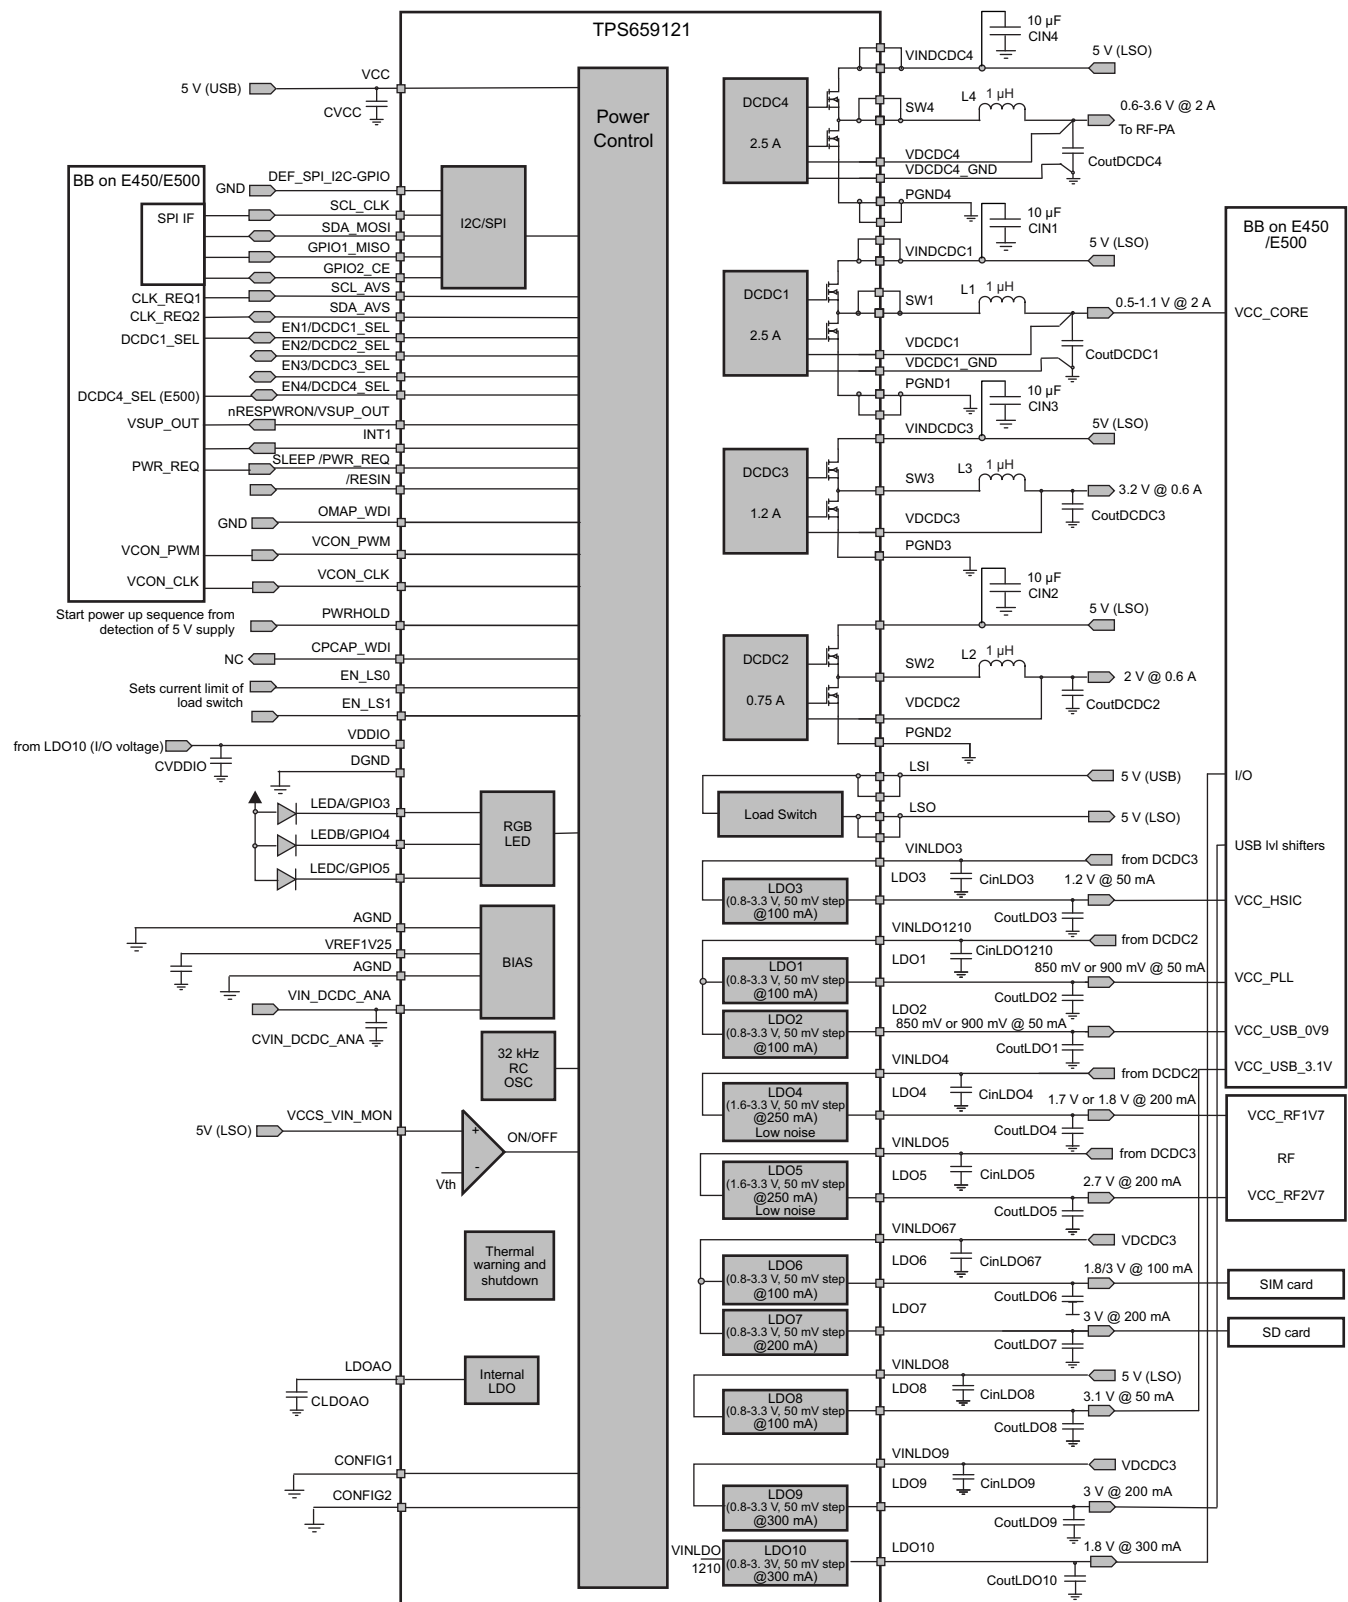 TPS659121
5 V (USB)
VCC
CVCC
Power
Control
BB on E450/E500
SPI IF
CLK_REQ1
CLK_REQ2
DCDC1_SEL
DCDC4_SEL (E500)
VSUP_OUT
PWR_REQ
VCON_PWM
VCON_CLK
GND
DEF_SPI_I2C-GPIO
SCL_CLK
SDA_MOSI
GPIO1_MISO
GPIO2_CE
SCL_AVS
SDA_AVS
EN1/DCDC1_SEL
EN2/DCDC2_SEL
EN3/DCDC3_SEL
EN4/DCDC4_SEL
nRESPWRON/VSUP_OUT
INT1
SLEEP /PWR_REQ
/RESIN
GND
OMAP_WDI
VCON_PWM
VCON_CLK
I2C/SPI
Start power up sequence from
detection of 5 V supply
PWRHOLD
NC
CPCAP_WDI
Sets current limit of
load switch
EN_LS0
EN_LS1
from LDO10 (I/O voltage)
VDDIO
CVDDIO
DGND
LEDA/GPIO3
LEDB/GPIO4
LEDC/GPIO5
RGB
LED
AGND
VREF1V25
AGND
VIN_DCDC_ANA
CVIN_DCDC_ANA
BIAS
32 kHz
RC
OSC
5V (LSO)
VCCS_VIN_MON
+
-
Vth
ON/OFF
Thermal
warning and
shutdown
LDOAO
CLDOAO
Internal
LDO
CONFIG1
CONFIG2
10 µF
CIN4
VINDCDC4
5 V (LSO)
DCDC4
2.5 A
SW4
L4
1 µH
0.6-3.6 V @ 2 A
To RF-PA
VDCDC4
VDCDC4_GND
CoutDCDC4
PGND4
10 µF
CIN1
VINDCDC1
5 V (LSO)
DCDC1
2.5 A
SW1
L1
1 µH
0.5-1.1 V @ 2 A
VDCDC1
VDCDC1_GND
CoutDCDC1
PGND1
10 µF
CIN3
VINDCDC3
5V (LSO)
DCDC3
1.2 A
SW3
L3
1 µH
3.2 V @ 0.6 A
VDCDC3
CoutDCDC3
PGND3
10 µF
CIN2
5 V (LSO)
DCDC2
0.75 A
SW2
L2
1 µH
2 V @ 0.6 A
VDCDC2
CoutDCDC2
PGND2
LSI
5 V (USB)
Load Switch
LSO
5 V (LSO)
VINLDO3
from DCDC3
LDO3
(0.8-3.3 V, 50 mV step
@100 mA)
LDO3
CinLDO3
1.2 V @ 50 mA
CoutLDO3
VINLDO1210
from DCDC2
LDO1
(0.8-3.3 V, 50 mV step
@100 mA)
LDO1
CinLDO1210
850 mV or 900 mV @ 50 mA
CoutLDO2
LDO2
(0.8-3.3 V, 50 mV step
@100 mA)
LDO2
850 mV or 900 mV @ 50 mA
CoutLDO1
VINLDO4
from DCDC2
LDO4
(1.6-3.3 V, 50 mV step
@250 mA)
Low noise
LDO4
CinLDO4
1.7 V or 1.8 V @ 200 mA
CoutLDO4
VINLDO5
from DCDC3
LDO5
(1.6-3.3 V, 50 mV step
@250 mA)
Low noise
LDO5
CinLDO5
2.7 V @ 200 mA
CoutLDO5
VINLDO67
VDCDC3
LDO6
(0.8-3.3 V, 50 mV step
@100 mA)
LDO6
CinLDO67
1.8/3 V @ 100 mA
CoutLDO6
LDO7
(0.8-3.3 V, 50 mV step
@200 mA)
LDO7
3 V @ 200 mA
CoutLDO7
VINLDO8
5 V (LSO)
LDO8
(0.8-3.3 V, 50 mV step
@100 mA)
LDO8
CinLDO8
3.1 V @ 50 mA
CoutLDO8
VINLDO9
VDCDC3
LDO9
(0.8-3.3 V, 50 mV step
@300 mA)
LDO9
CinLDO9
3 V @ 200 mA
CoutLDO9
VINLDO
1210
LDO10
(0.8-3. 3V, 50 mV step
@300 mA)
LDO10
1.8 V @ 300 mA
CoutLDO10
BB on E450
/E500
VCC_CORE
I/O
USB lvl shifters
VCC_HSIC
VCC_PLL
VCC_USB_0V9
VCC_USB_3.1V
VCC_RF1V7
RF
VCC_RF2V7
SIM card
SD card